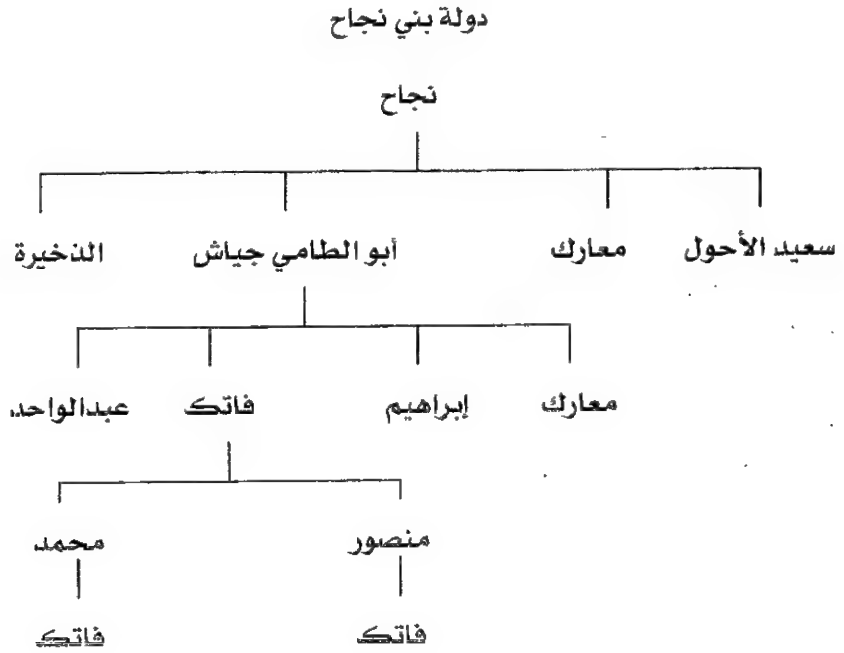 دولة بني نجاح
نجاح
سعيد الأحول معارك أبو الطامي جياش الذخيرة
معارك إبراهيم فاتك عبدالواحد
منصور محمد
فاتك فاتك